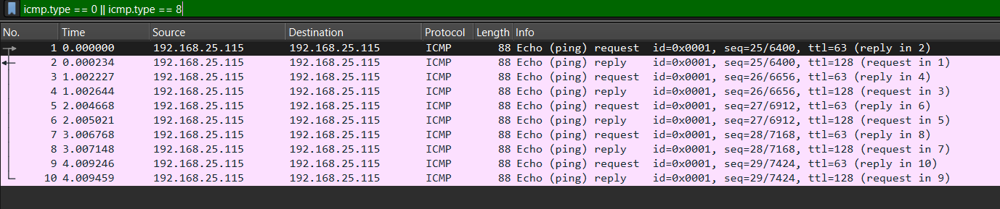 icmp.type == 0 || icmp.type == 8
No. Time Source Destination Protocol Length Info
1 0.000000 192.168.25.115 192.168.25.115 ICMP 88 Echo (ping) request id=0x0001, seq=25/6400, ttl=63 (reply in 2)
2 0.000234 192.168.25.115 192.168.25.115 ICMP 88 Echo (ping) reply id=0x0001, seq=25/6400, ttl=128 (request in 1)
3 1.002227 192.168.25.115 192.168.25.115 ICMP 88 Echo (ping) request id=0x0001, seq=26/6656, ttl=63 (reply in 4)
4 1.002644 192.168.25.115 192.168.25.115 ICMP 88 Echo (ping) reply id=0x0001, seq=26/6656, ttl=128 (request in 3)
5 2.004668 192.168.25.115 192.168.25.115 ICMP 88 Echo (ping) request id=0x0001, seq=27/6912, ttl=63 (reply in 6)
6 2.005021 192.168.25.115 192.168.25.115 ICMP 88 Echo (ping) reply id=0x0001, seq=27/6912, ttl=128 (request in 5)
7 3.006768 192.168.25.115 192.168.25.115 ICMP 88 Echo (ping) request id=0x0001, seq=28/7168, ttl=63 (reply in 8)
8 3.007148 192.168.25.115 192.168.25.115 ICMP 88 Echo (ping) reply id=0x0001, seq=28/7168, ttl=128 (request in 7)
9 4.009246 192.168.25.115 192.168.25.115 ICMP 88 Echo (ping) request id=0x0001, seq=29/7424, ttl=63 (reply in 10)
10 4.009459 192.168.25.115 192.168.25.115 ICMP 88 Echo (ping) reply id=0x0001, seq=29/7424, ttl=128 (request in 9)